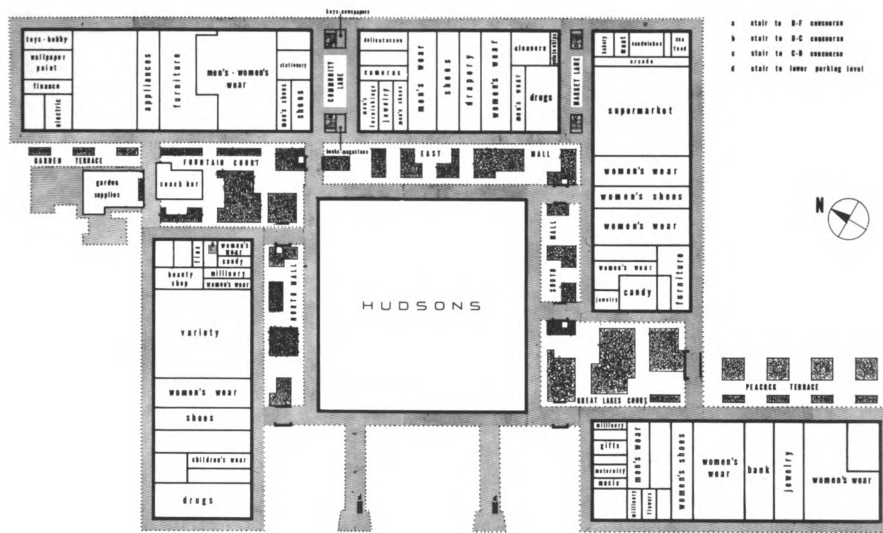 keys·newspapers
a stair to B-F concourse
b stair to B-C concourse
c stair to C-D concourse
d stair to lower parking level
toys·hobby
wallpaper
paint
finance
electric
appliances
furniture
men's·women's
wear
stationery
men's shoes
shoes
COMMUNITY
LANE
books·magazines
delicatessen
cameras
men's
furnishings
jewelry
men's shoes
men's wear
shoes
drapery
women's wear
cleaners
men's wear
drugs
MARKET LANE
bakery
meat
sandwiches
sea
food
arcade
supermarket
women's wear
women's shoes
women's wear
women's wear
jewelry
candy
furniture
GARDEN TERRACE
garden
supplies
FOUNTAIN COURT
snack bar
EAST MALL
SOUTH MALL
NORTH MALL
N
HUDSONS
ties
women's
wear
candy
beauty
shop
millinery
women's wear
variety
women's wear
shoes
children's wear
drugs
GREAT LAKES COURT
PEACOCK TERRACE
millinery
gifts
maternity
music
men's wear
millinery
flowers
women's shoes
women's
wear
bank
jewelry
women's wear